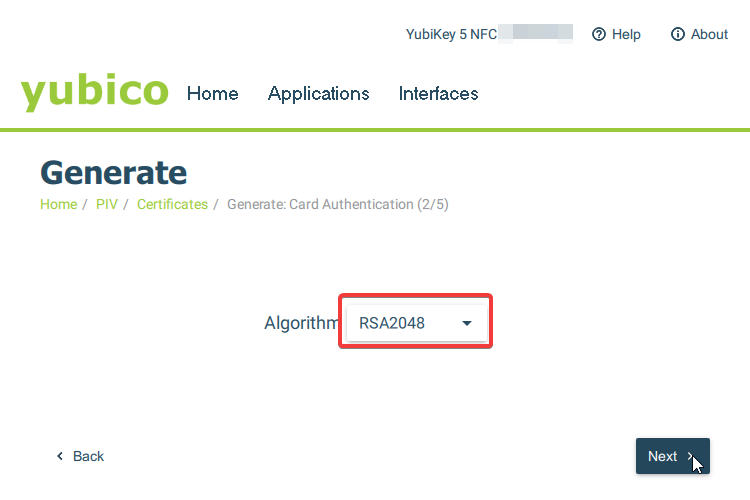 YubiKey 5 NFC Help About
yubico Home Applications Interfaces
Generate
Home / PIV / Certificates / Generate: Card Authentication (2/5)
Algorithm RSA2048
Back Next